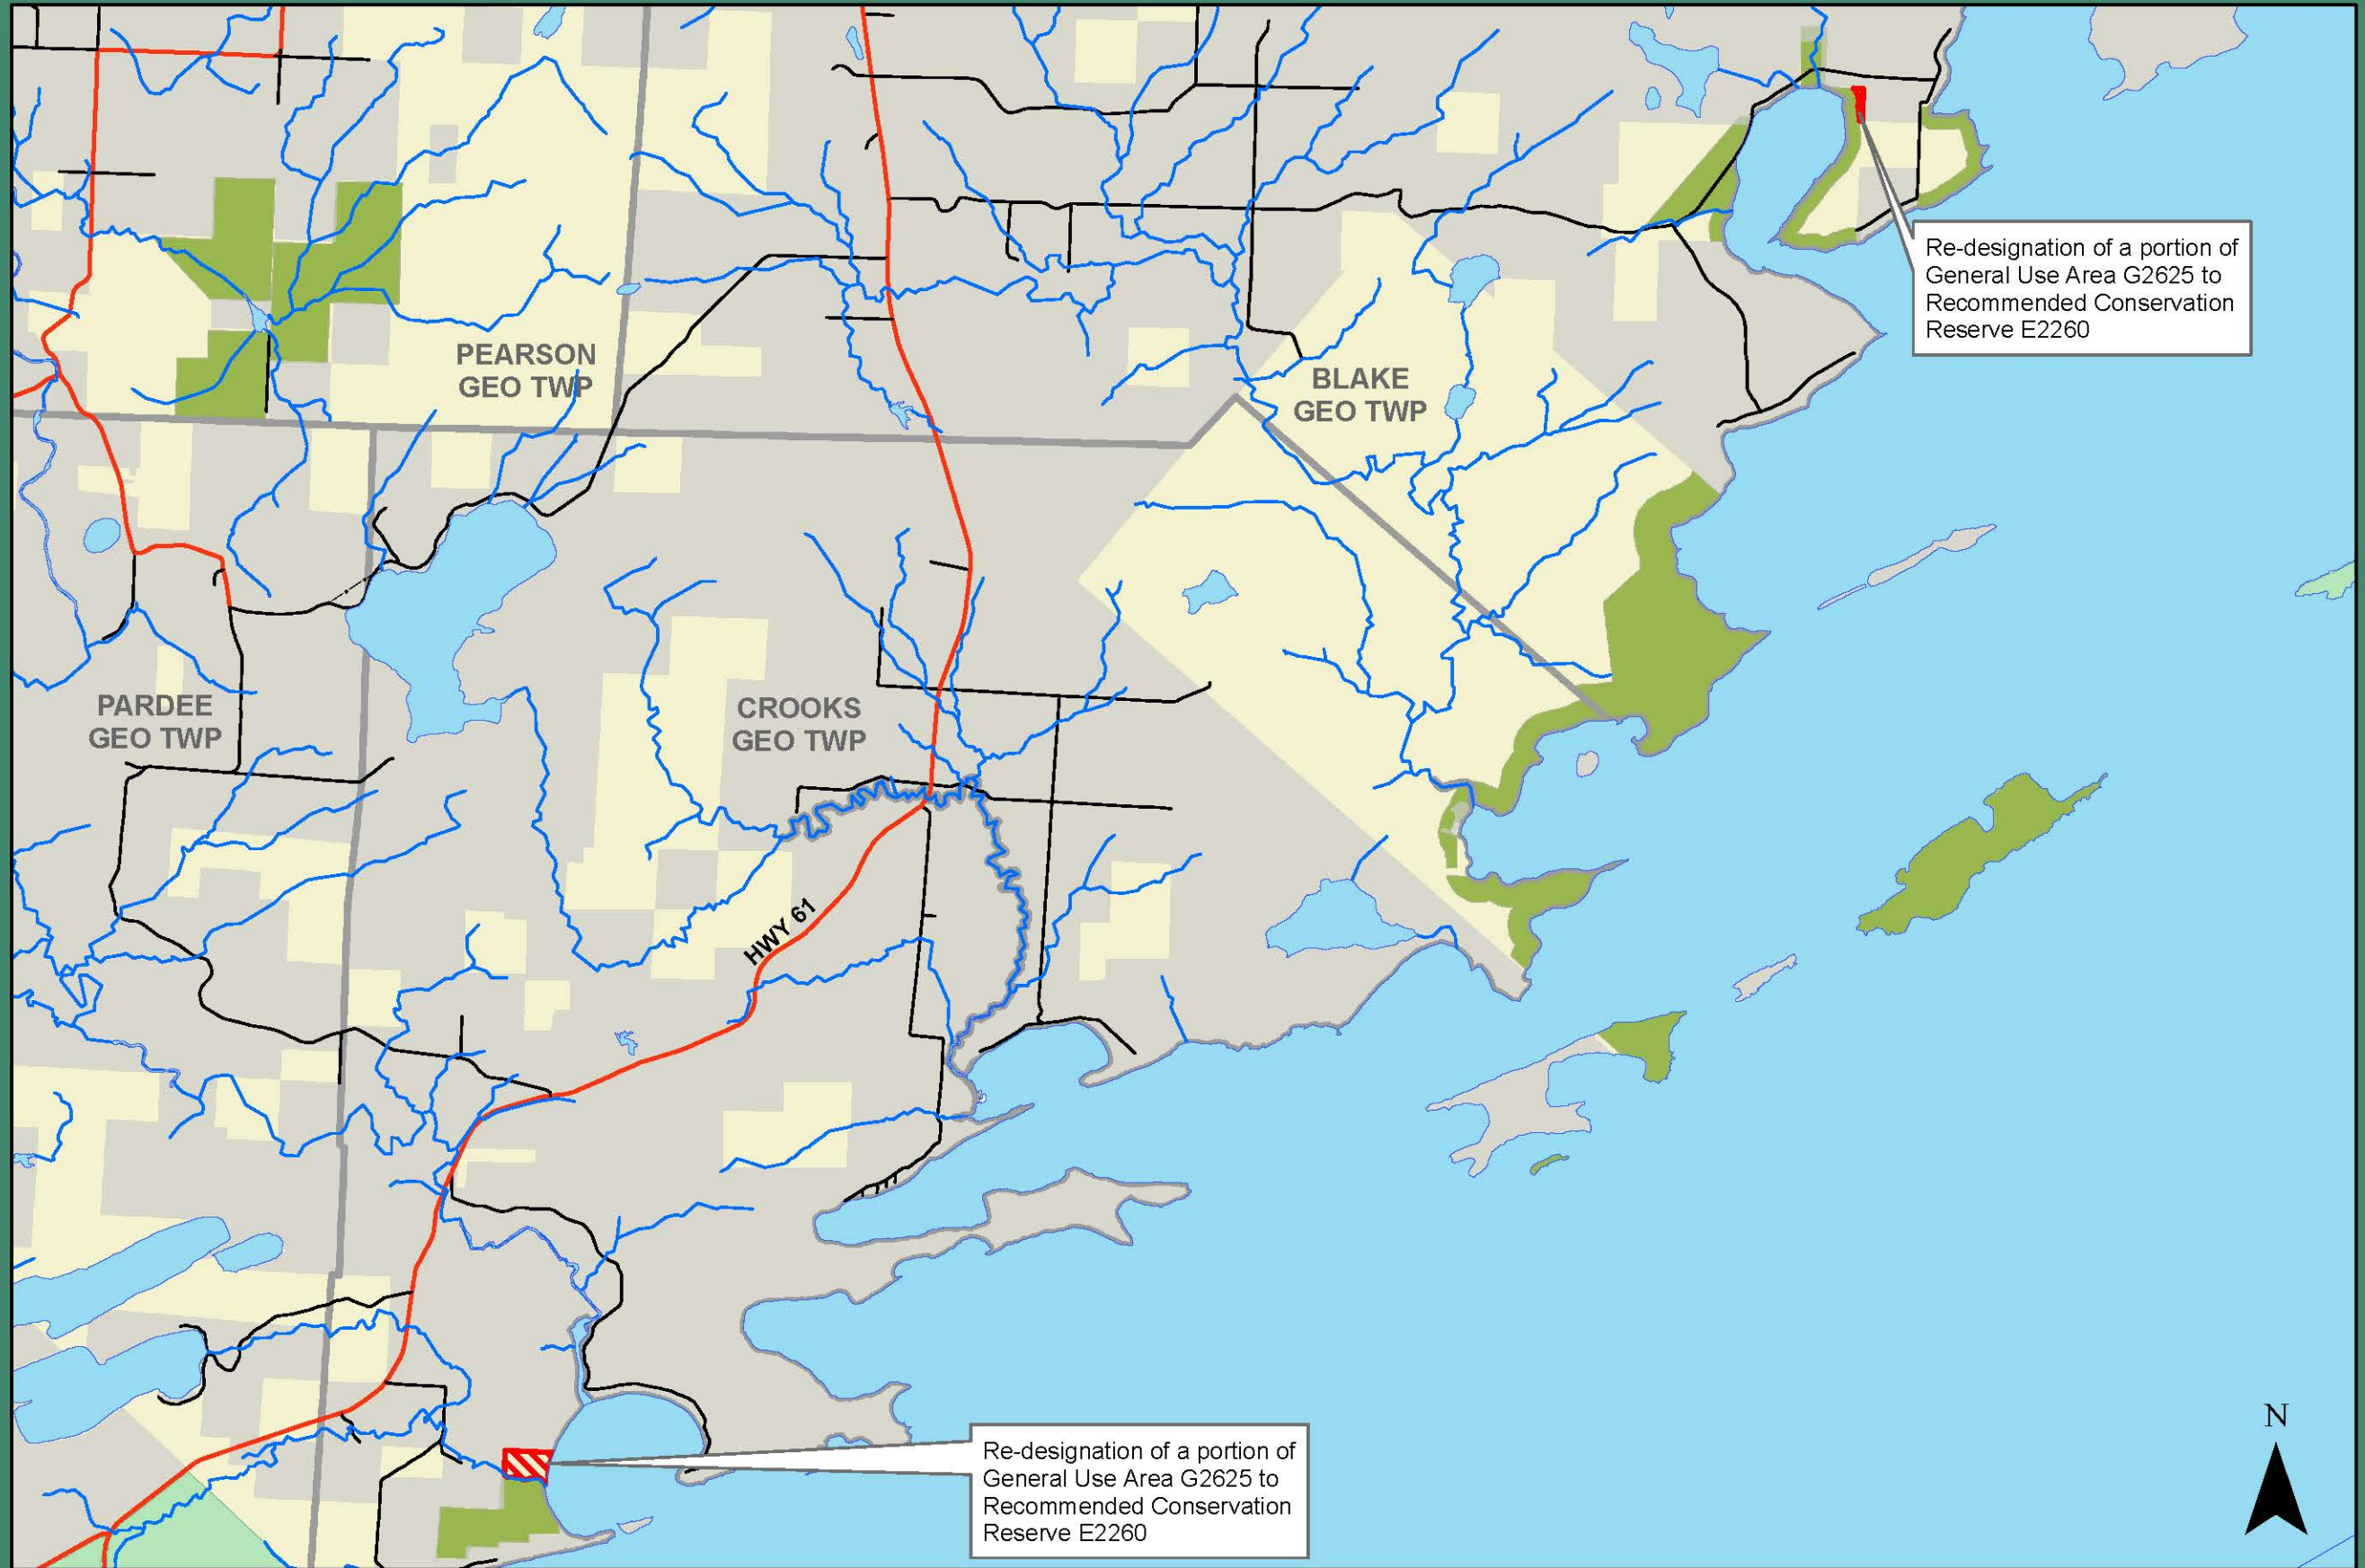 Re-designation of a portion of
General Use Area G2625 to
Recommended Conservation
Reserve E2260
PEARSON
GEO TWP
BLAKE
GEO TWP
PARDEE
GEO TWP
CROOKS
GEO TWP
HWY 61
N
Re-designation of a portion of
General Use Area G2625 to
Recommended Conservation
Reserve E2260